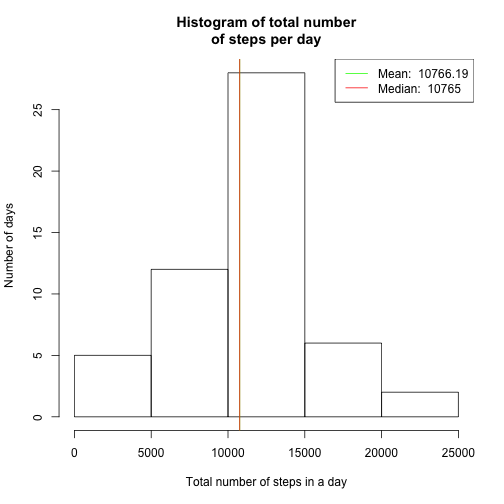 Histogram of total number
of steps per day
Mean:  10766.19
Median:  10765
Number of days
0
5
10
15
20
25
0 5000 10000 15000 20000 25000
Total number of steps in a day